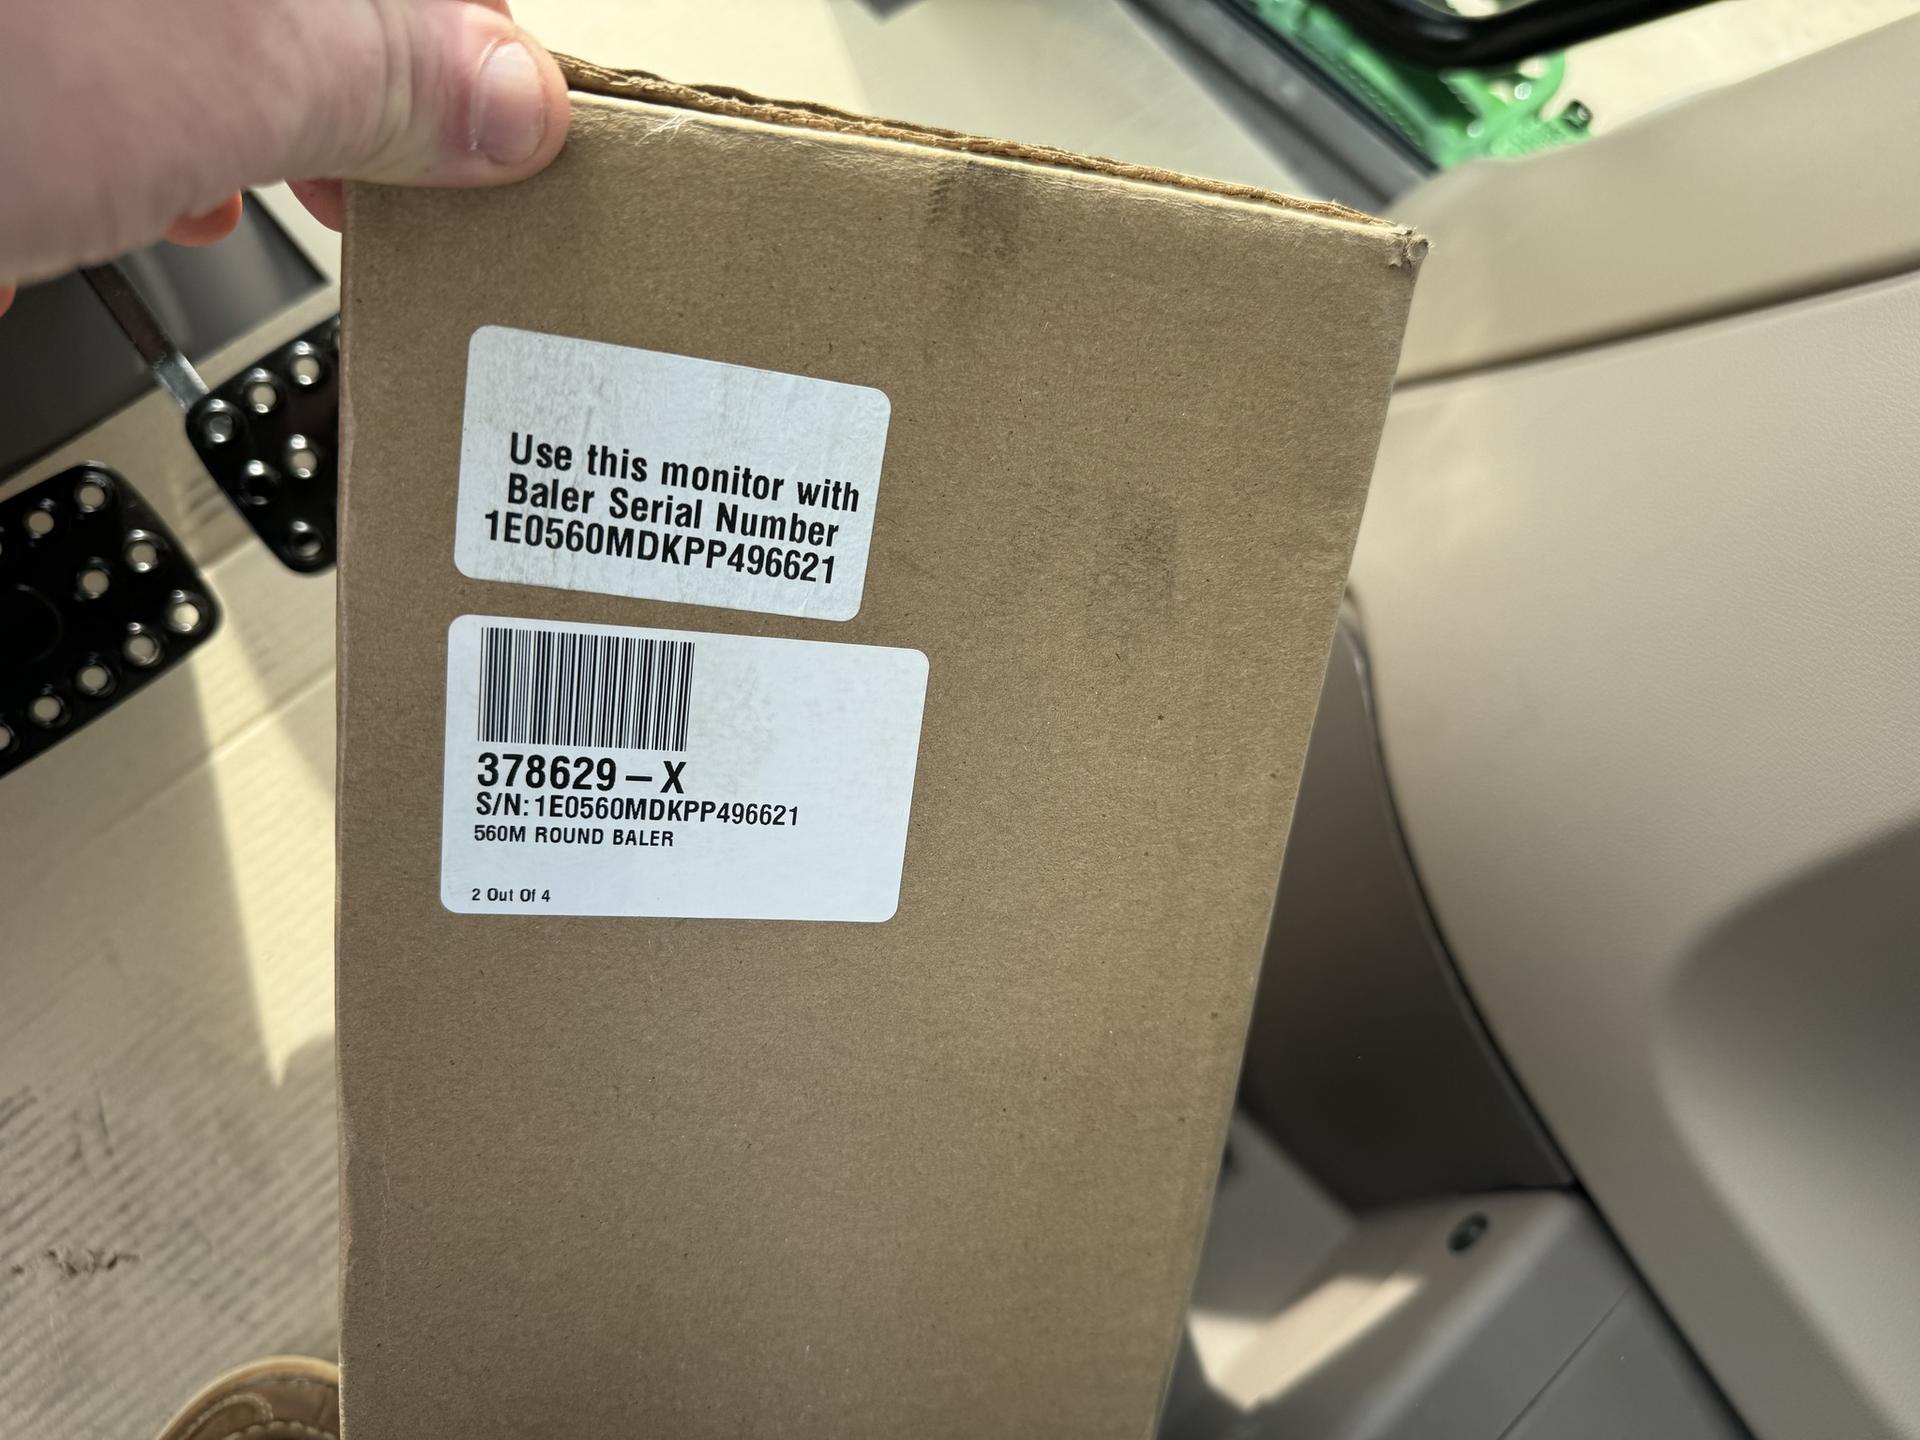 Use this monitor with
Baler Serial Number
1E0560MDKPP496621
378629–X
S/N: 1E0560MDKPP496621
560M ROUND BALER
2 Out Of 4